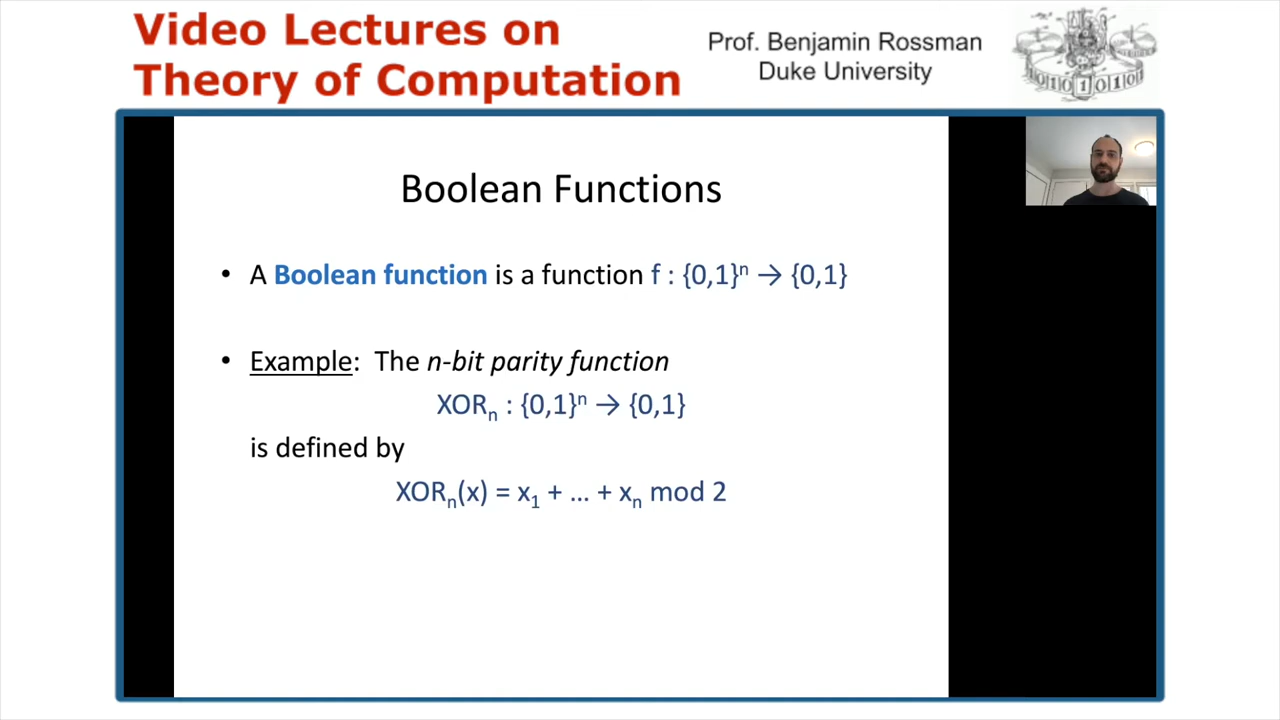 Video Lectures on
Theory of Computation
Prof. Benjamin Rossman
Duke University
Boolean Functions
• A Boolean function is a function f : {0,1}ⁿ → {0,1}
• Example: The n-bit parity function
XORₙ : {0,1}ⁿ → {0,1}
is defined by
XORₙ(x) = x₁ + ... + xₙ mod 2